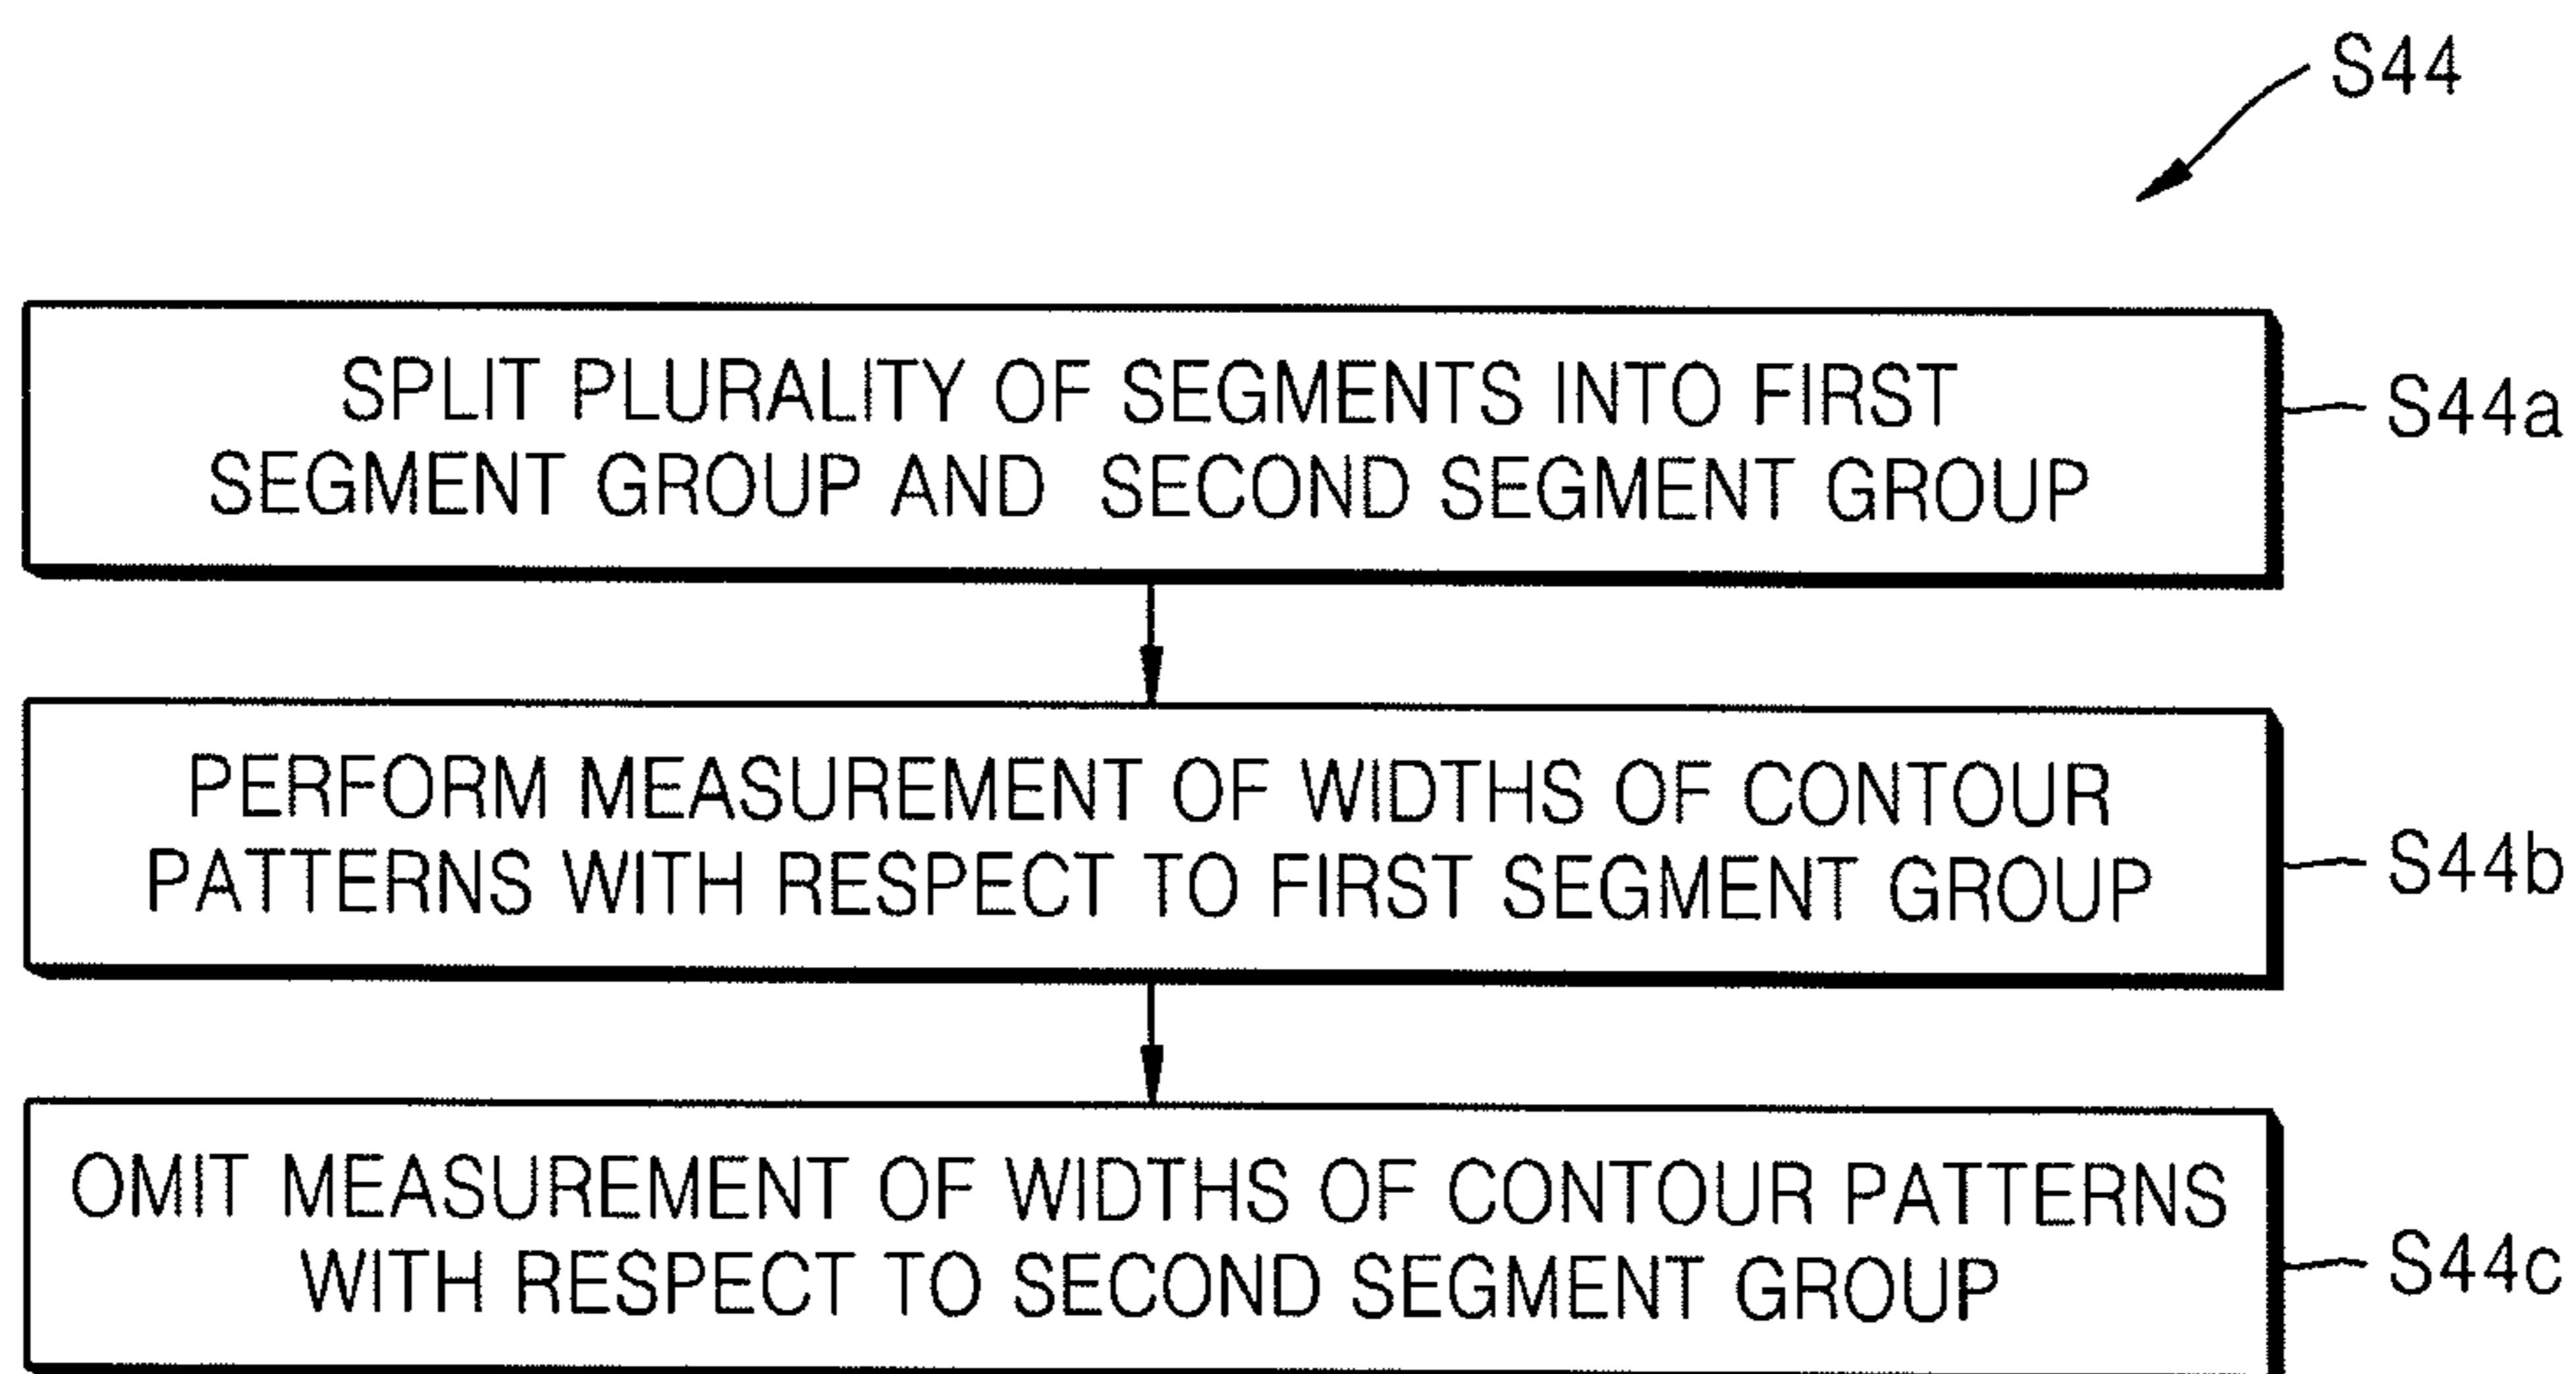 S44
SPLIT PLURALITY OF SEGMENTS INTO FIRST
SEGMENT GROUP AND SECOND SEGMENT GROUP
S44a
PERFORM MEASUREMENT OF WIDTHS OF CONTOUR
PATTERNS WITH RESPECT TO FIRST SEGMENT GROUP
S44b
OMIT MEASUREMENT OF WIDTHS OF CONTOUR PATTERNS
WITH RESPECT TO SECOND SEGMENT GROUP
S44c